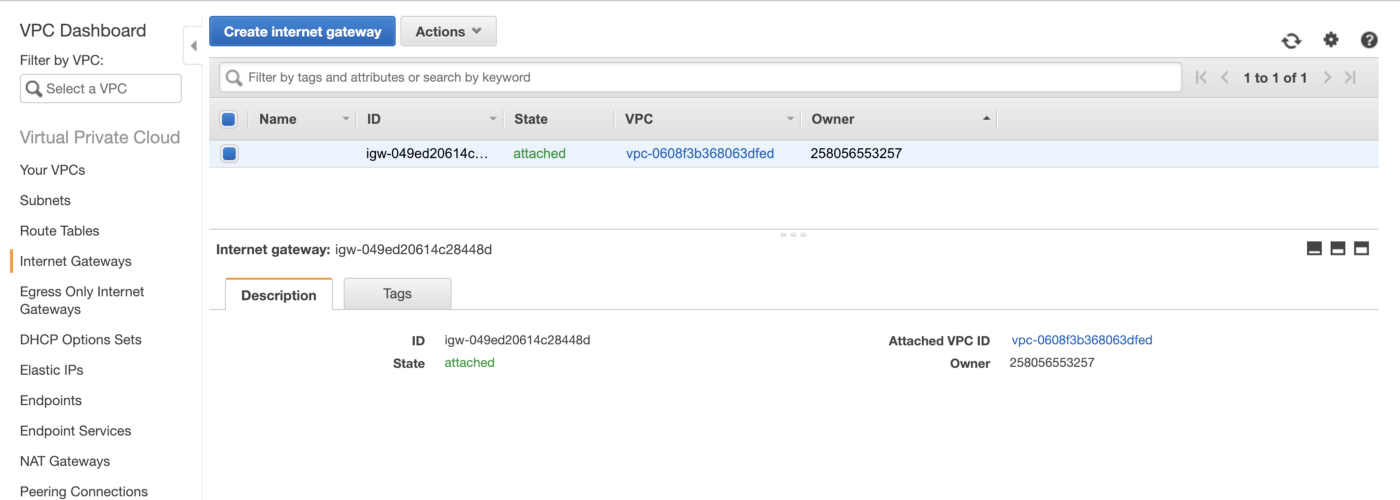 VPC Dashboard
Filter by VPC:
Select a VPC
Virtual Private Cloud
Your VPCs
Subnets
Route Tables
Internet Gateways
Egress Only Internet
Gateways
DHCP Options Sets
Elastic IPs
Endpoints
Endpoint Services
NAT Gateways
Peering Connections
Create internet gateway Actions
Filter by tags and attributes or search by keyword 1 to 1 of 1
Name ID State VPC Owner
igw-049ed20614c... attached vpc-0608f3b368063dfed 258056553257
Internet gateway: igw-049ed20614c28448d
Description Tags
ID igw-049ed20614c28448d Attached VPC ID vpc-0608f3b368063dfed
State attached Owner 258056553257